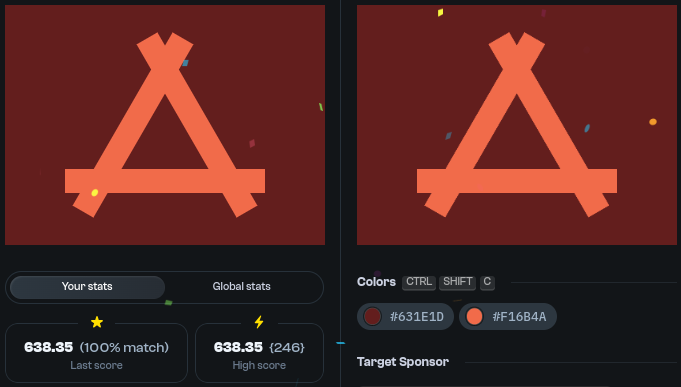 Your stats
Global stats
638.35 (100% match)
Last score
638.35 {246}
High score
Colors CTRL SHIFT C
#631E1D
#F16B4A
Target Sponsor